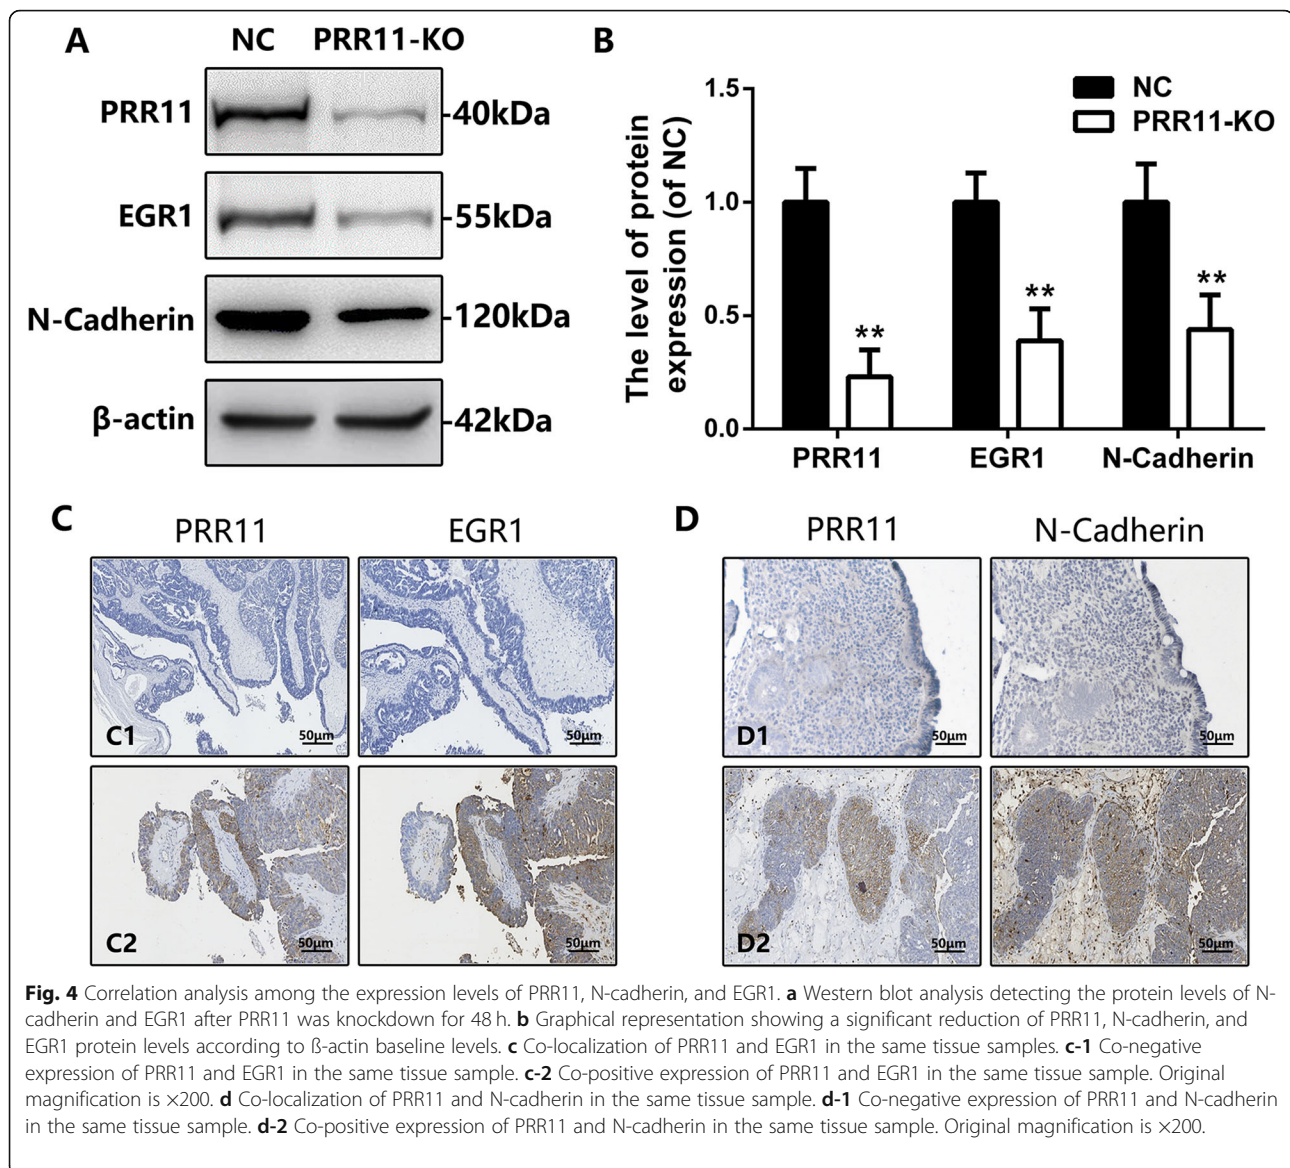 A
NC PRR11-KO
PRR11 -40kDa
EGR1 -55kDa
N-Cadherin -120kDa
β-actin -42kDa
B
The level of protein
expression (of NC)
1.5
1.0
0.5
0.0
NC
PRR11-KO
**
**
**
PRR11 EGR1 N-Cadherin
C
PRR11 EGR1
C1 50μm 50μm
C2 50μm 50μm
D
PRR11 N-Cadherin
D1 50μm 50μm
D2 50μm 50μm
Fig. 4 Correlation analysis among the expression levels of PRR11, N-cadherin, and EGR1. a Western blot analysis detecting the protein levels of N-
cadherin and EGR1 after PRR11 was knockdown for 48 h. b Graphical representation showing a significant reduction of PRR11, N-cadherin, and
EGR1 protein levels according to ß-actin baseline levels. c Co-localization of PRR11 and EGR1 in the same tissue samples. c-1 Co-negative
expression of PRR11 and EGR1 in the same tissue sample. c-2 Co-positive expression of PRR11 and EGR1 in the same tissue sample. Original
magnification is ×200. d Co-localization of PRR11 and N-cadherin in the same tissue sample. d-1 Co-negative expression of PRR11 and N-cadherin
in the same tissue sample. d-2 Co-positive expression of PRR11 and N-cadherin in the same tissue sample. Original magnification is ×200.